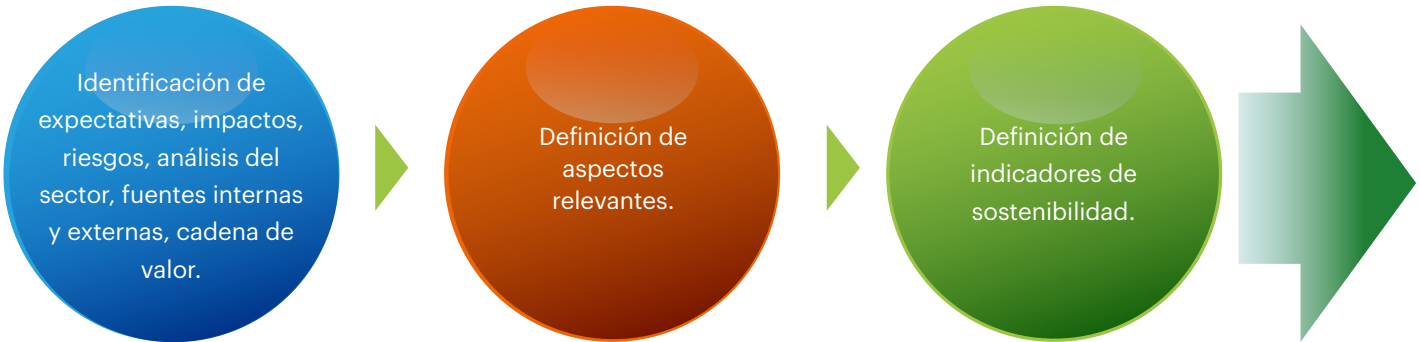 Identificación de
expectativas, impactos,
riesgos, análisis del
sector, fuentes internas
y externas, cadena de
valor.
Definición de
aspectos
relevantes.
Definición de
indicadores de
sostenibilidad.